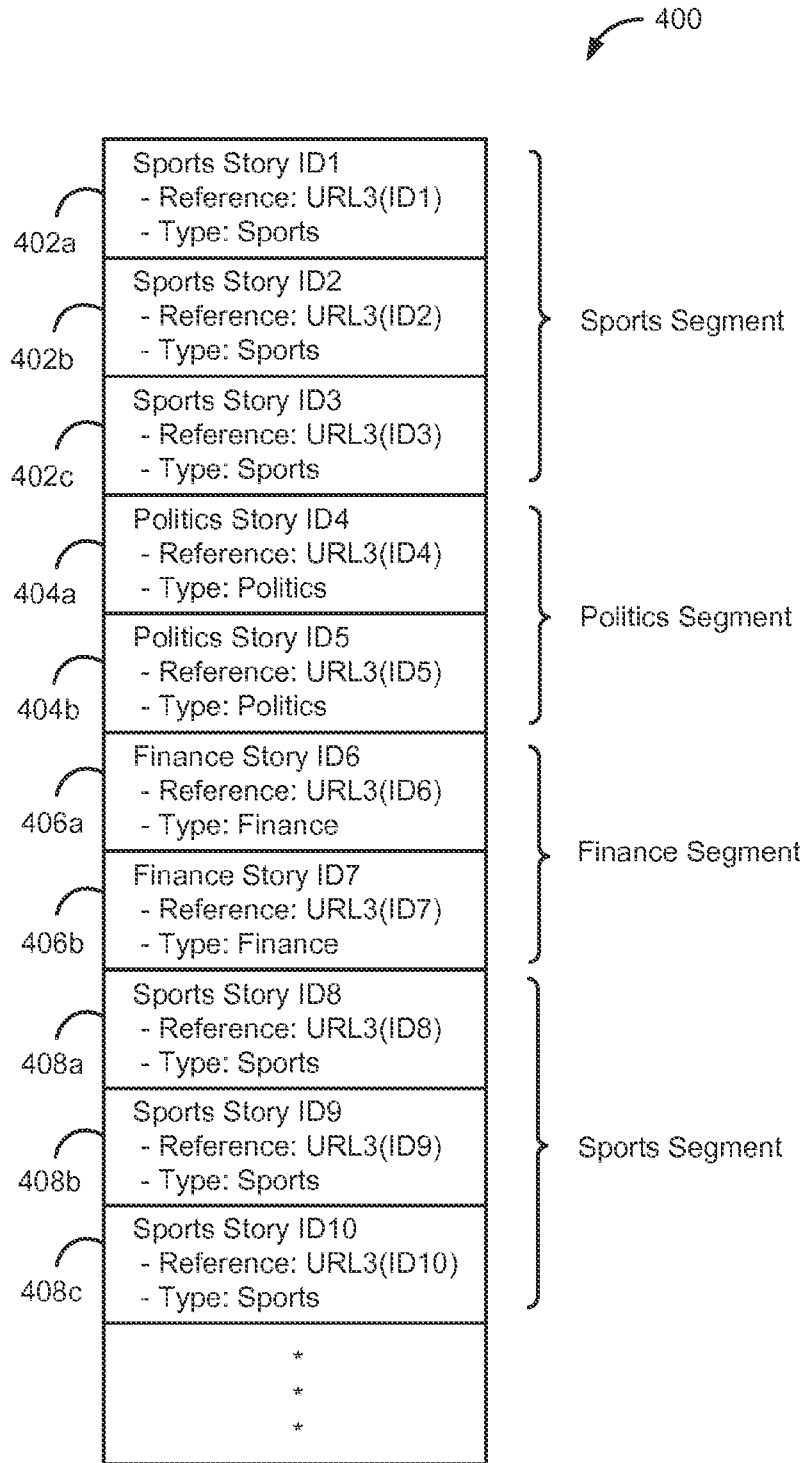 400
Sports Story ID1
- Reference: URL3(ID1)
- Type: Sports
402a
Sports Story ID2
- Reference: URL3(ID2)
- Type: Sports
402b
Sports Segment
Sports Story ID3
- Reference: URL3(ID3)
- Type: Sports
402c
Politics Story ID4
- Reference: URL3(ID4)
- Type: Politics
404a
Politics Segment
Politics Story ID5
- Reference: URL3(ID5)
- Type: Politics
404b
Finance Story ID6
- Reference: URL3(ID6)
- Type: Finance
406a
Finance Segment
Finance Story ID7
- Reference: URL3(ID7)
- Type: Finance
406b
Sports Story ID8
- Reference: URL3(ID8)
- Type: Sports
408a
Sports Story ID9
- Reference: URL3(ID9)
- Type: Sports
408b
Sports Segment
Sports Story ID10
- Reference: URL3(ID10)
- Type: Sports
408c
*
*
*